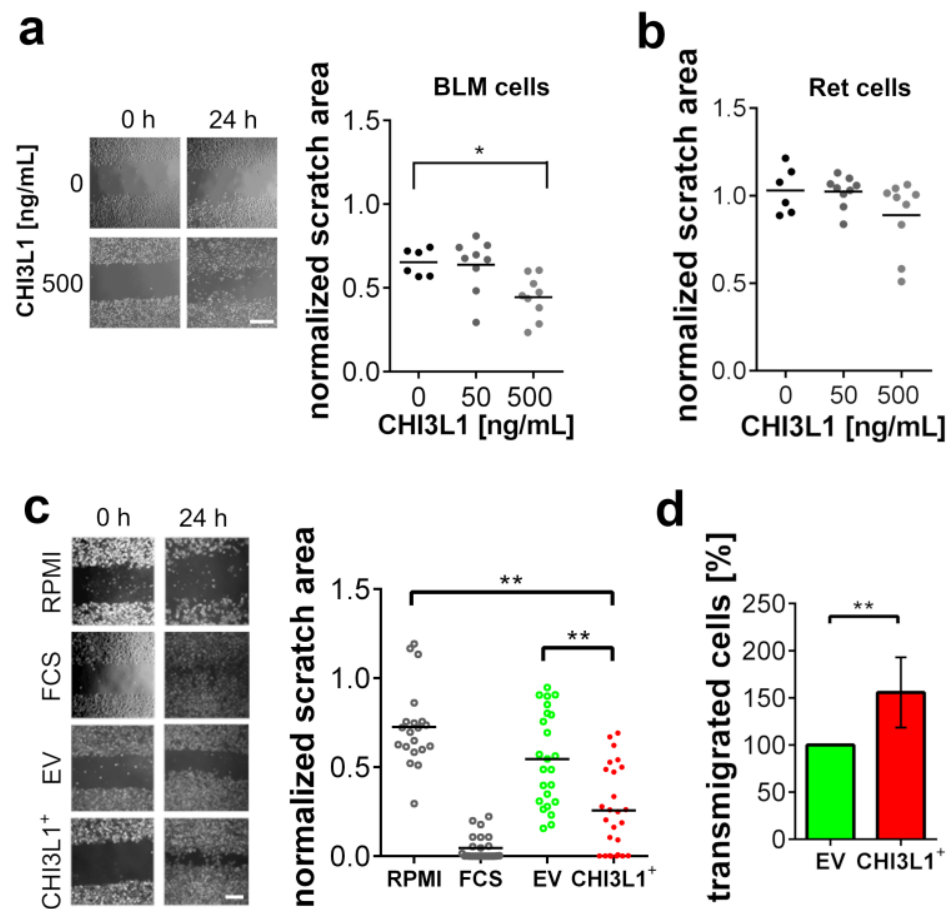 a
0 h 24 h
CHI3L1 [ng/mL]
0
500
BLM cells
normalized scratch area
1.5
1.0
0.5
0.0
*
0 50 500
CHI3L1 [ng/mL]
b
Ret cells
normalized scratch area
1.5
1.0
0.5
0.0
0 50 500
CHI3L1 [ng/mL]
c
0 h 24 h
RPMI
FCS
EV
CHI3L1⁺
normalized scratch area
1.5
1.0
0.5
0.0
**
**
RPMI FCS EV CHI3L1⁺
d
transmigrated cells [%]
250
200
150
100
50
0
**
EV CHI3L1⁺